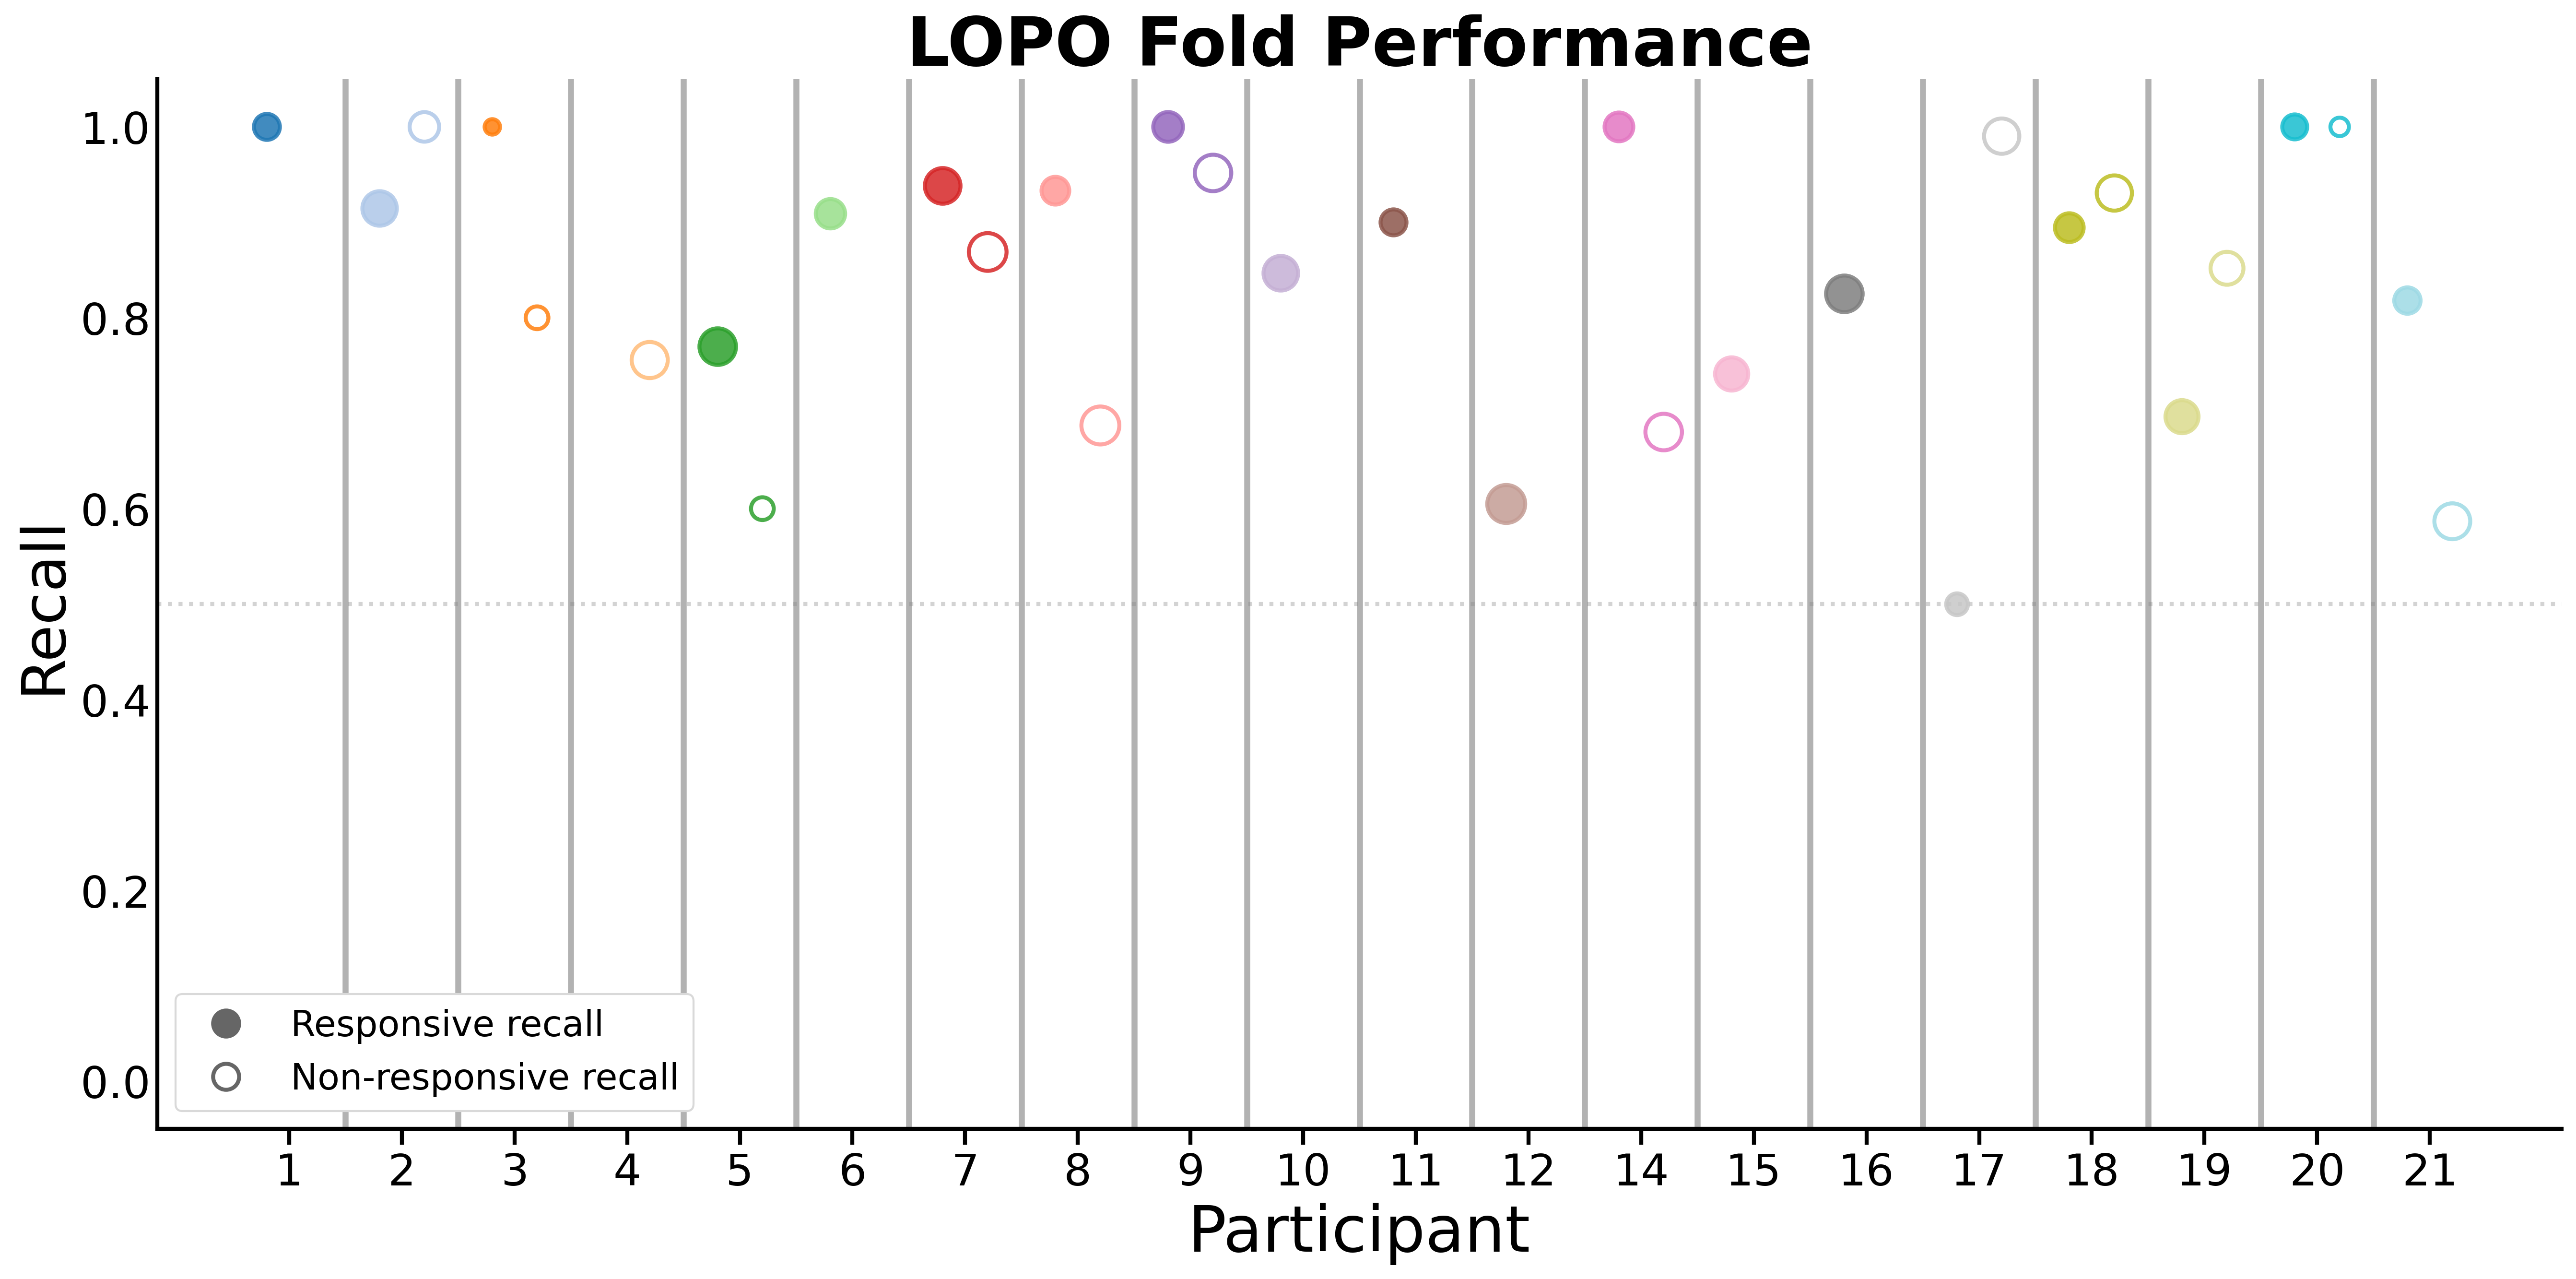 LOPO Fold Performance
1.0
0.8
0.6
0.4
0.2
0.0
Recall
Responsive recall
Non-responsive recall
1 2 3 4 5 6 7 8 9 10 11 12 14 15 16 17 18 19 20 21
Participant